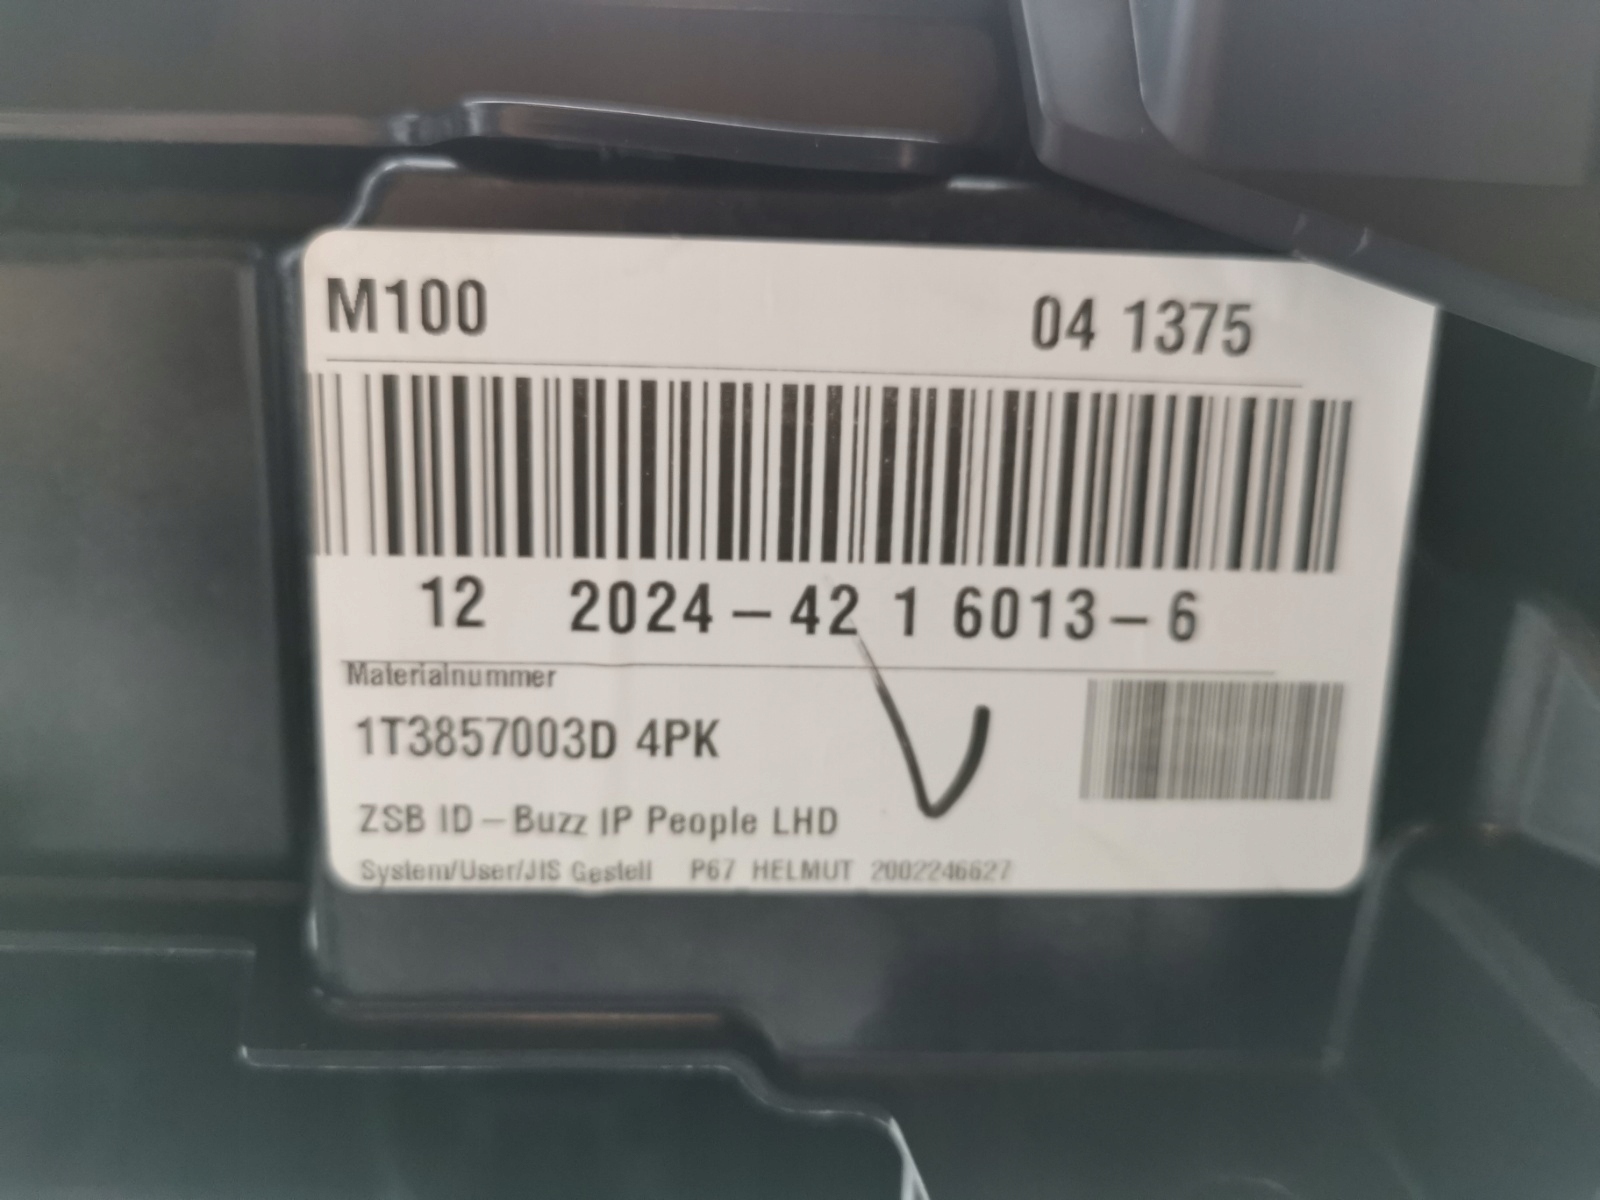 M100 04 1375
12 2024-42 1 6013-6
Materialnummer
1T3857003D 4PK
ZSB ID-Buzz IP People LHD
System/User/JIS Gestell P67 HELMUT 2002246627